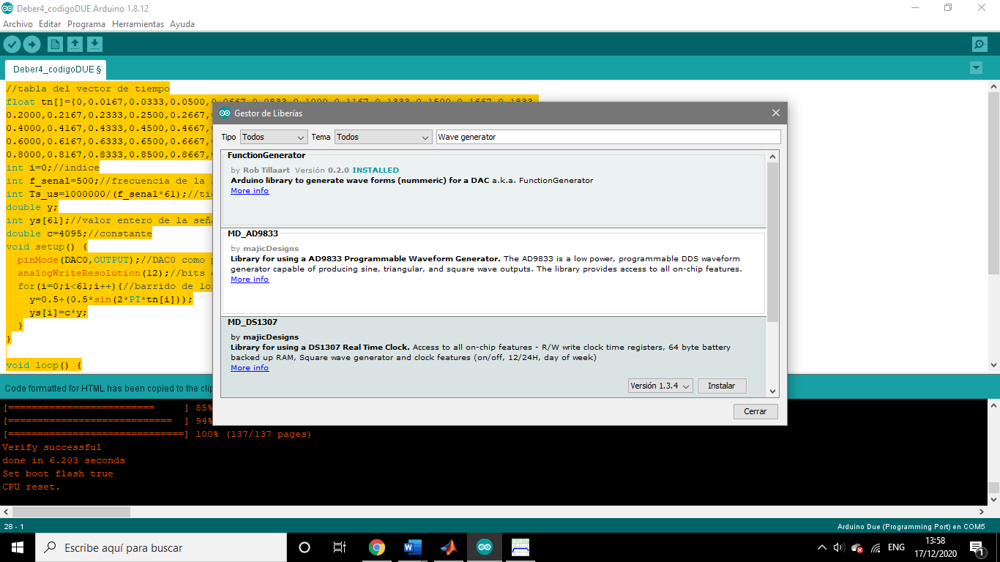 Deber4_codigoDUE Arduino 1.8.12
Archivo Editar Programa Herramientas Ayuda
Deber4_codigoDUE §
//tabla del vector de tiempo
float tn[]={0,0.0167,0.0333,0.0500,0.0667,0.0833,0.1000,0.1167,0.1333,0.1500,0.1667,0.1833,
0.2000,0.2167,0.2333,0.2500,0.2667,
0.4000,0.4167,0.4333,0.4500,0.4667,
0.6000,0.6167,0.6333,0.6500,0.6667,
0.8000,0.8167,0.8333,0.8500,0.8667,
int i=0;//indice
int f_senal=500;//frecuencia de la
int Ts_us=1000000/(f_senal*61);//
double y;
int ys[61];//valor entero de la
double c=4095;//constante
void setup() {
pinMode(DAC0,OUTPUT);//DAC0 como
analogWriteResolution(12);//bits
for(i=0;i<61;i++){//barrido de
y=0.5+(0.5*sin(2*PI*tn[i]));
ys[i]=c*y;
}
}
void loop() {
Gestor de Liberías
Tipo Todos Tema Todos Wave generator
FunctionGenerator
by Rob Tillaart Versión 0.2.0 INSTALLED
Arduino library to generate wave forms (nummeric) for a DAC a.k.a. FunctionGenerator
More info
MD_AD9833
by majicDesigns
Library for using a AD9833 Programmable Waveform Generator. The AD9833 is a low power, programmable DDS waveform
generator capable of producing sine, triangular, and square wave outputs. The library provides access to all on-chip features.
More info
MD_DS1307
by majicDesigns
Library for using a DS1307 Real Time Clock. Access to all on-chip features - R/W write clock time registers, 64 byte battery
backed up RAM, Square wave generator and clock features (on/off, 12/24H, day of week)
More info
Versión 1.3.4 Instalar
Cerrar
Code formatted for HTML has been copied to the
[========================= ] 85%
[============================ ] 94%
[==============================] 100% (137/137 pages)
Verify successful
done in 6.203 seconds
Set boot flash true
CPU reset.
28 - 1
Arduino Due (Programming Port) en COM5
Escribe aquí para buscar
ENG
13:58
17/12/2020
1